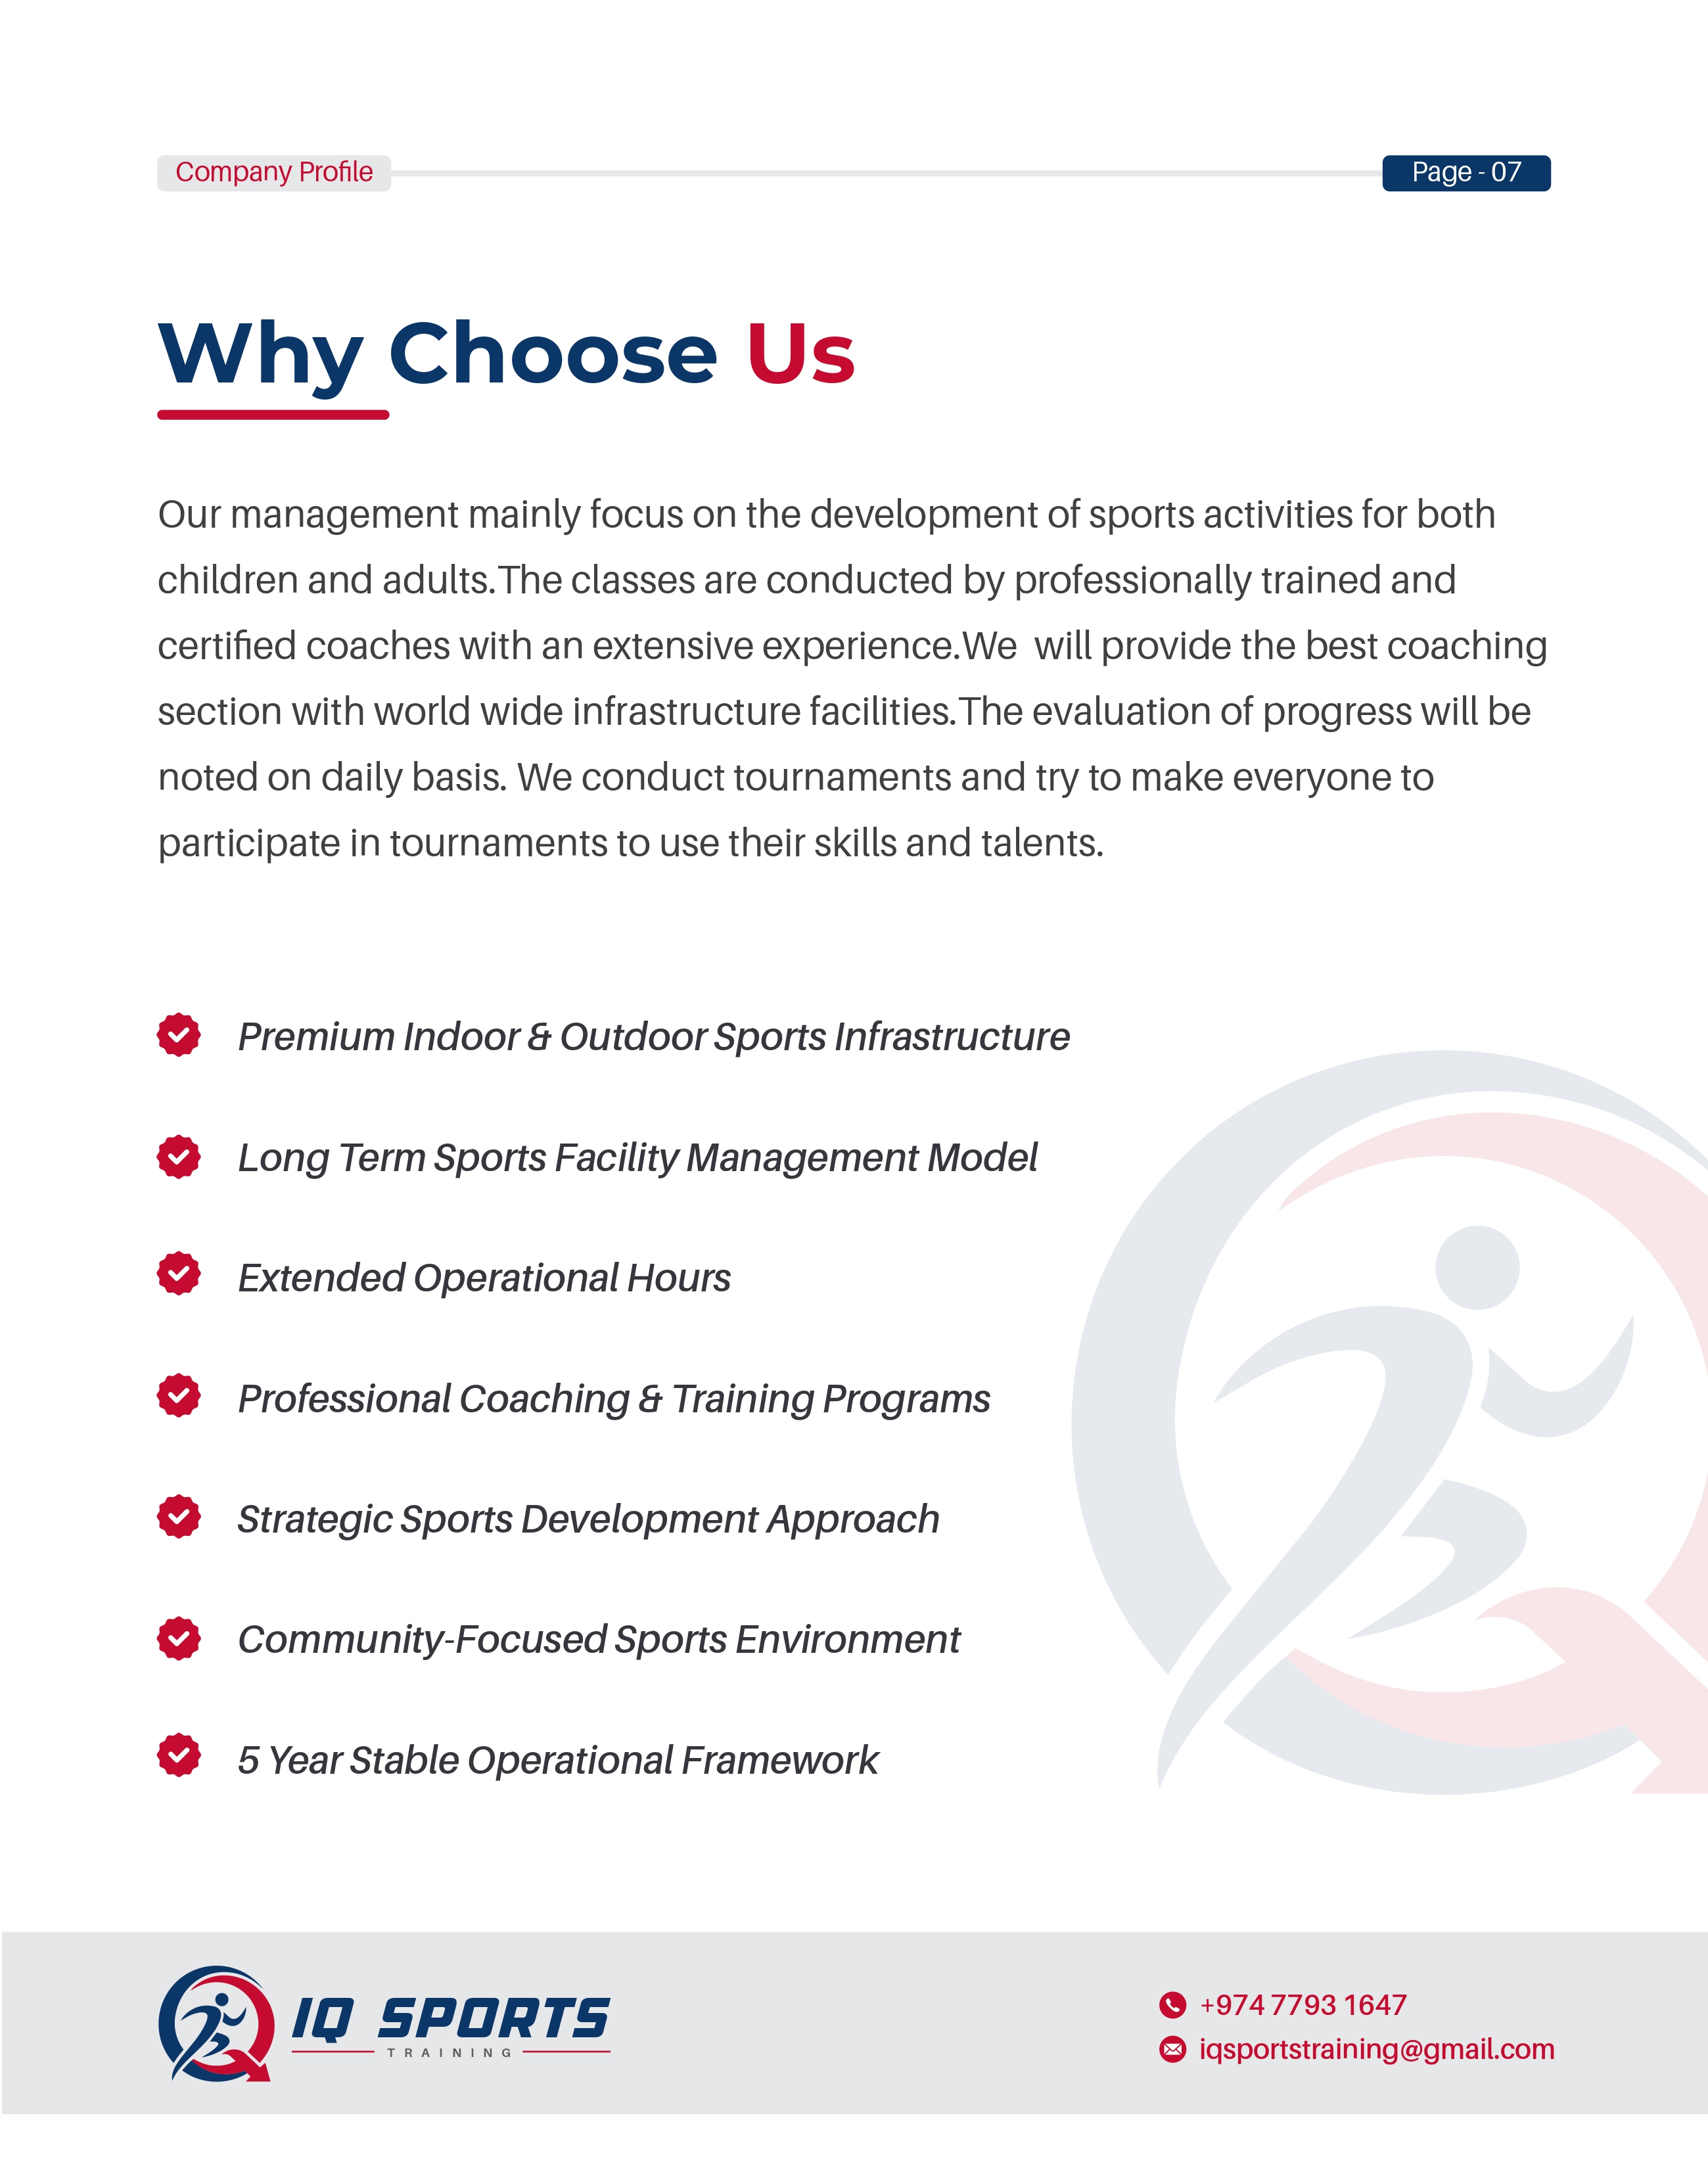 Company Profile
Page - 07
Why Choose Us
Our management mainly focus on the development of sports activities for both
children and adults.The classes are conducted by professionally trained and
certified coaches with an extensive experience.We  will provide the best coaching
section with world wide infrastructure facilities.The evaluation of progress will be
noted on daily basis. We conduct tournaments and try to make everyone to
participate in tournaments to use their skills and talents.
Premium Indoor & Outdoor Sports Infrastructure
Long Term Sports Facility Management Model
Extended Operational Hours
Professional Coaching & Training Programs
Strategic Sports Development Approach
Community-Focused Sports Environment
5 Year Stable Operational Framework
IQ SPORTS
TRAINING
+974 7793 1647
iqsportstraining@gmail.com